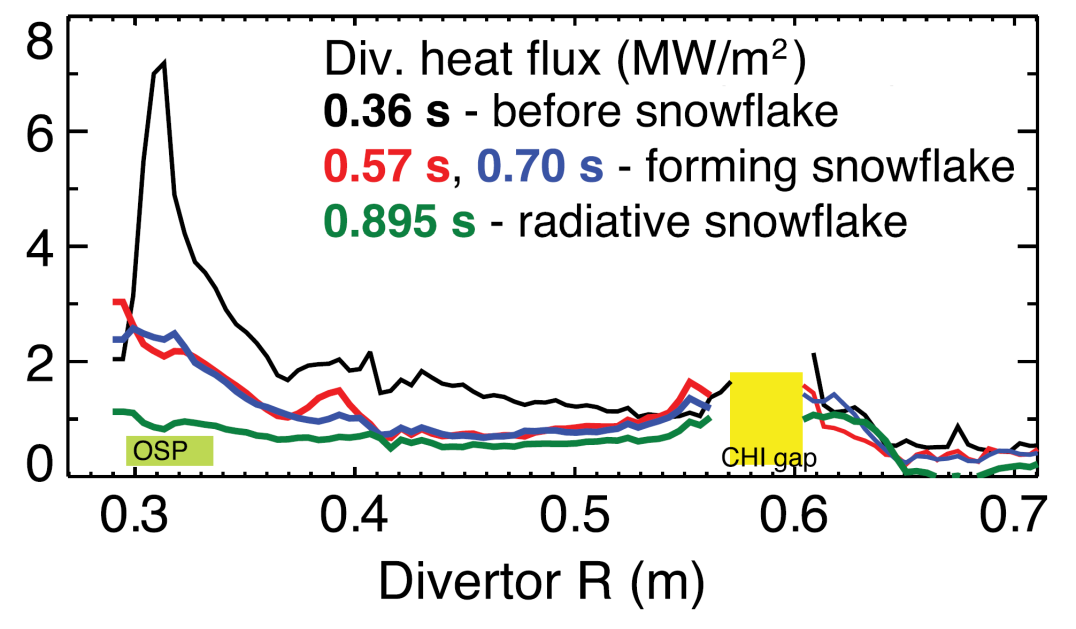 Div. heat flux (MW/m²)
0.36 s - before snowflake
0.57 s, 0.70 s - forming snowflake
0.895 s - radiative snowflake
8
6
4
2
0
OSP
CHI gap
0.3 0.4 0.5 0.6 0.7
Divertor R (m)